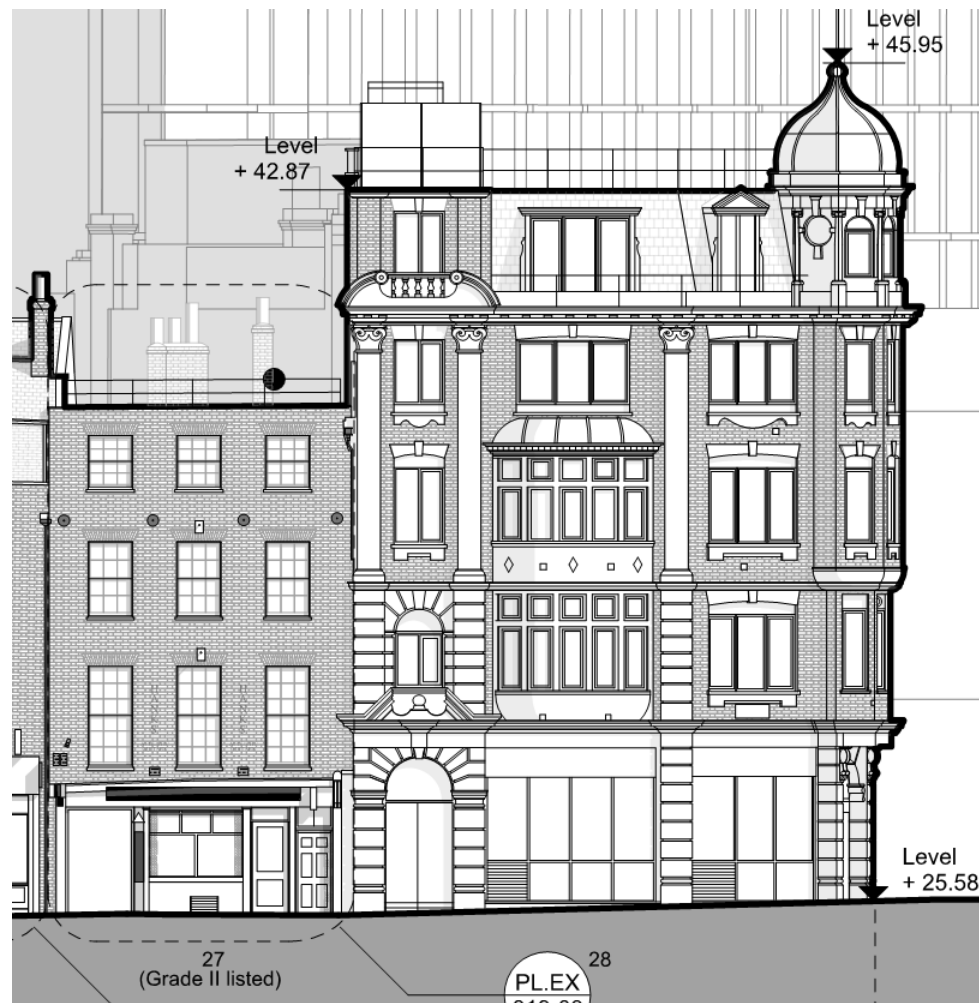 Level
+ 45.95
Level
+ 42.87
Level
+ 25.58
27
(Grade II listed)
28
PL.EX